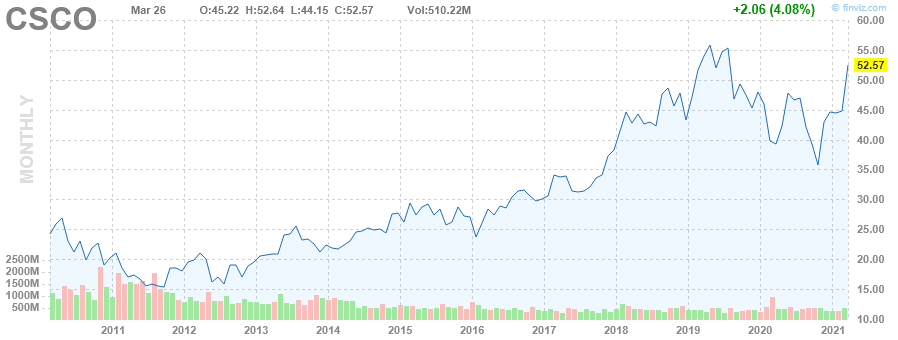 CSCO Mar 26 O:45.22 H:52.64 L:44.15 C:52.57 Vol:510.22M +2.06 (4.08%) © finviz.com
MONTHLY
60.00
55.00
52.57
50.00
45.00
40.00
35.00
30.00
25.00
2500M 20.00
2000M
1500M 15.00
1000M
500M
10.00
2011 2012 2013 2014 2015 2016 2017 2018 2019 2020 2021